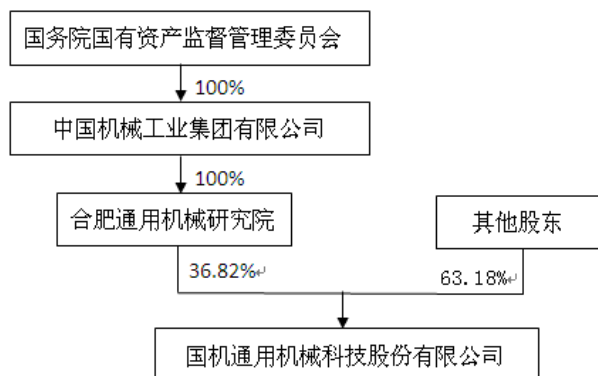 国务院国有资产监督管理委员会
100%
中国机械工业集团有限公司
100%
合肥通用机械研究院
其他股东
36.82%
63.18%
国机通用机械科技股份有限公司